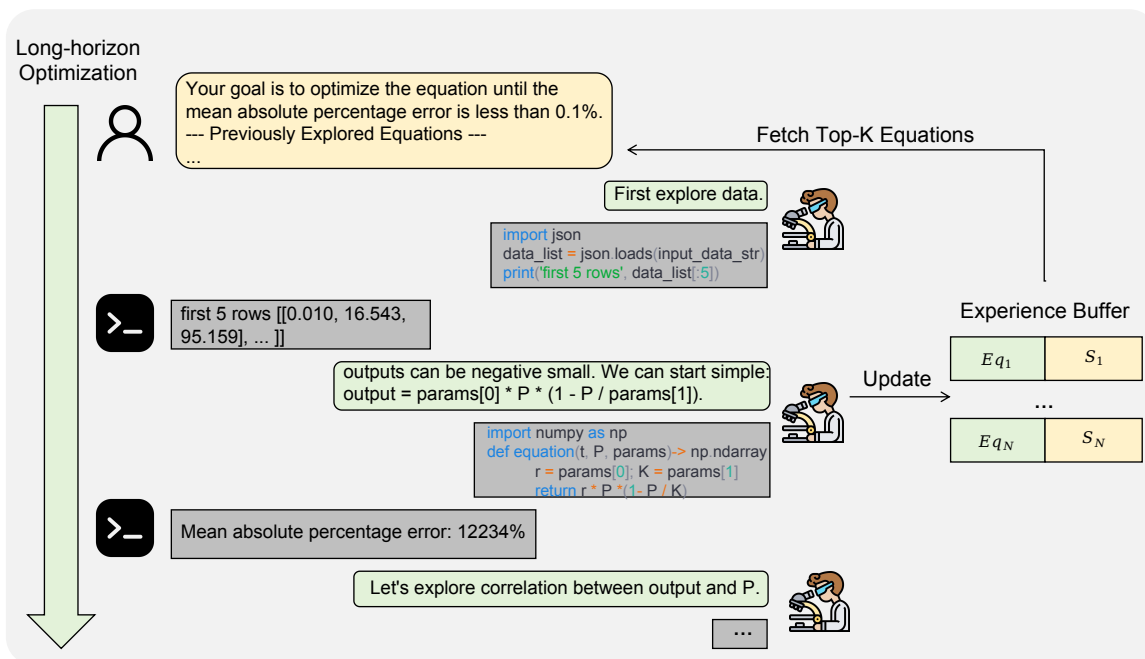 Long-horizon
Optimization
Your goal is to optimize the equation until the
mean absolute percentage error is less than 0.1%.
--- Previously Explored Equations ---
...
Fetch Top-K Equations
First explore data.
import json
data_list = json.loads(input_data_str)
print('first 5 rows', data_list[:5])
>_
first 5 rows [[0.010, 16.543,
95.159], ... ]]
Experience Buffer
Eq1 S1
...
EqN SN
outputs can be negative small. We can start simple:
output = params[0] * P * (1 - P / params[1]).
Update
import numpy as np
def equation(t, P, params)-> np.ndarray
r = params[0]; K = params[1]
return r * P *(1- P / K)
>_
Mean absolute percentage error: 12234%
Let's explore correlation between output and P.
...